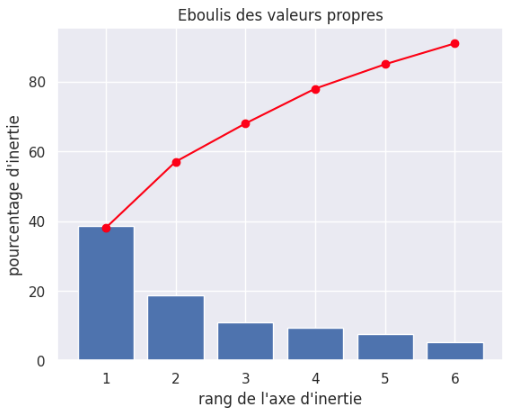 Eboulis des valeurs propres
pourcentage d'inertie
80
60
40
20
0
1 2 3 4 5 6
rang de l'axe d'inertie